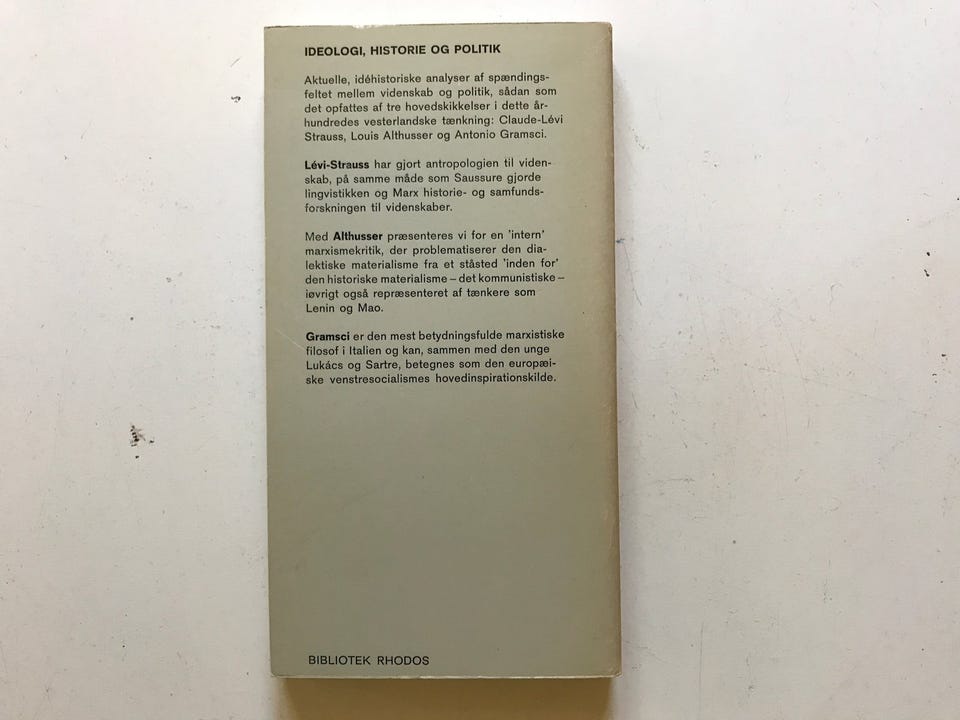 IDEOLOGI, HISTORIE OG POLITIK
Aktuelle, idéhistoriske analyser af spændings-
feltet mellem videnskab og politik, sådan som
det opfattes af tre hovedskikkelser i dette år-
hundredes vesterlandske tænkning: Claude-Lévi
Strauss, Louis Althusser og Antonio Gramsci.
Lévi-Strauss har gjort antropologien til viden-
skab, på samme måde som Saussure gjorde
lingvistikken og Marx historie- og samfunds-
forskningen til videnskaber.
Med Althusser præsenteres vi for en 'intern'
marxismekritik, der problematiserer den dia-
lektiske materialisme fra et ståsted 'inden for'
den historiske materialisme – det kommunistiske –
iøvrigt også repræsenteret af tænkere som
Lenin og Mao.
Gramsci er den mest betydningsfulde marxistiske
filosof i Italien og kan, sammen med den unge
Lukács og Sartre, betegnes som den europæi-
ske venstresocialismes hovedinspirationskilde.
BIBLIOTEK RHODOS